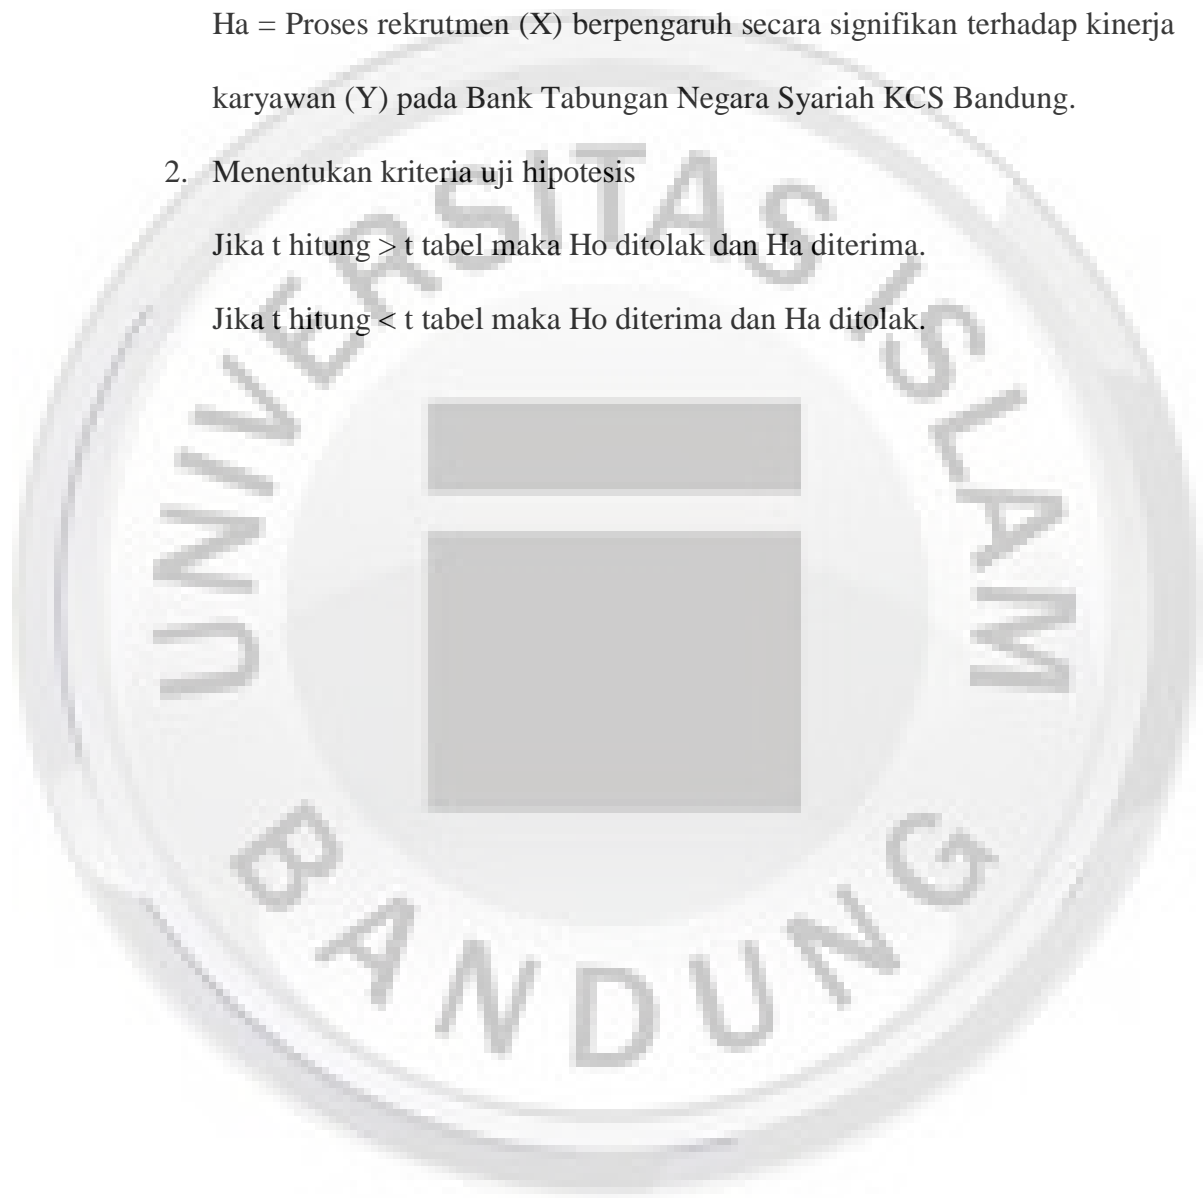 Ha = Proses rekrutmen (X) berpengaruh secara signifikan terhadap kinerja
karyawan (Y) pada Bank Tabungan Negara Syariah KCS Bandung.
2. Menentukan kriteria uji hipotesis
Jika t hitung > t tabel maka Ho ditolak dan Ha diterima.
Jika t hitung < t tabel maka Ho diterima dan Ha ditolak.
UNIVERSITAS ISLAM
BANDUNG